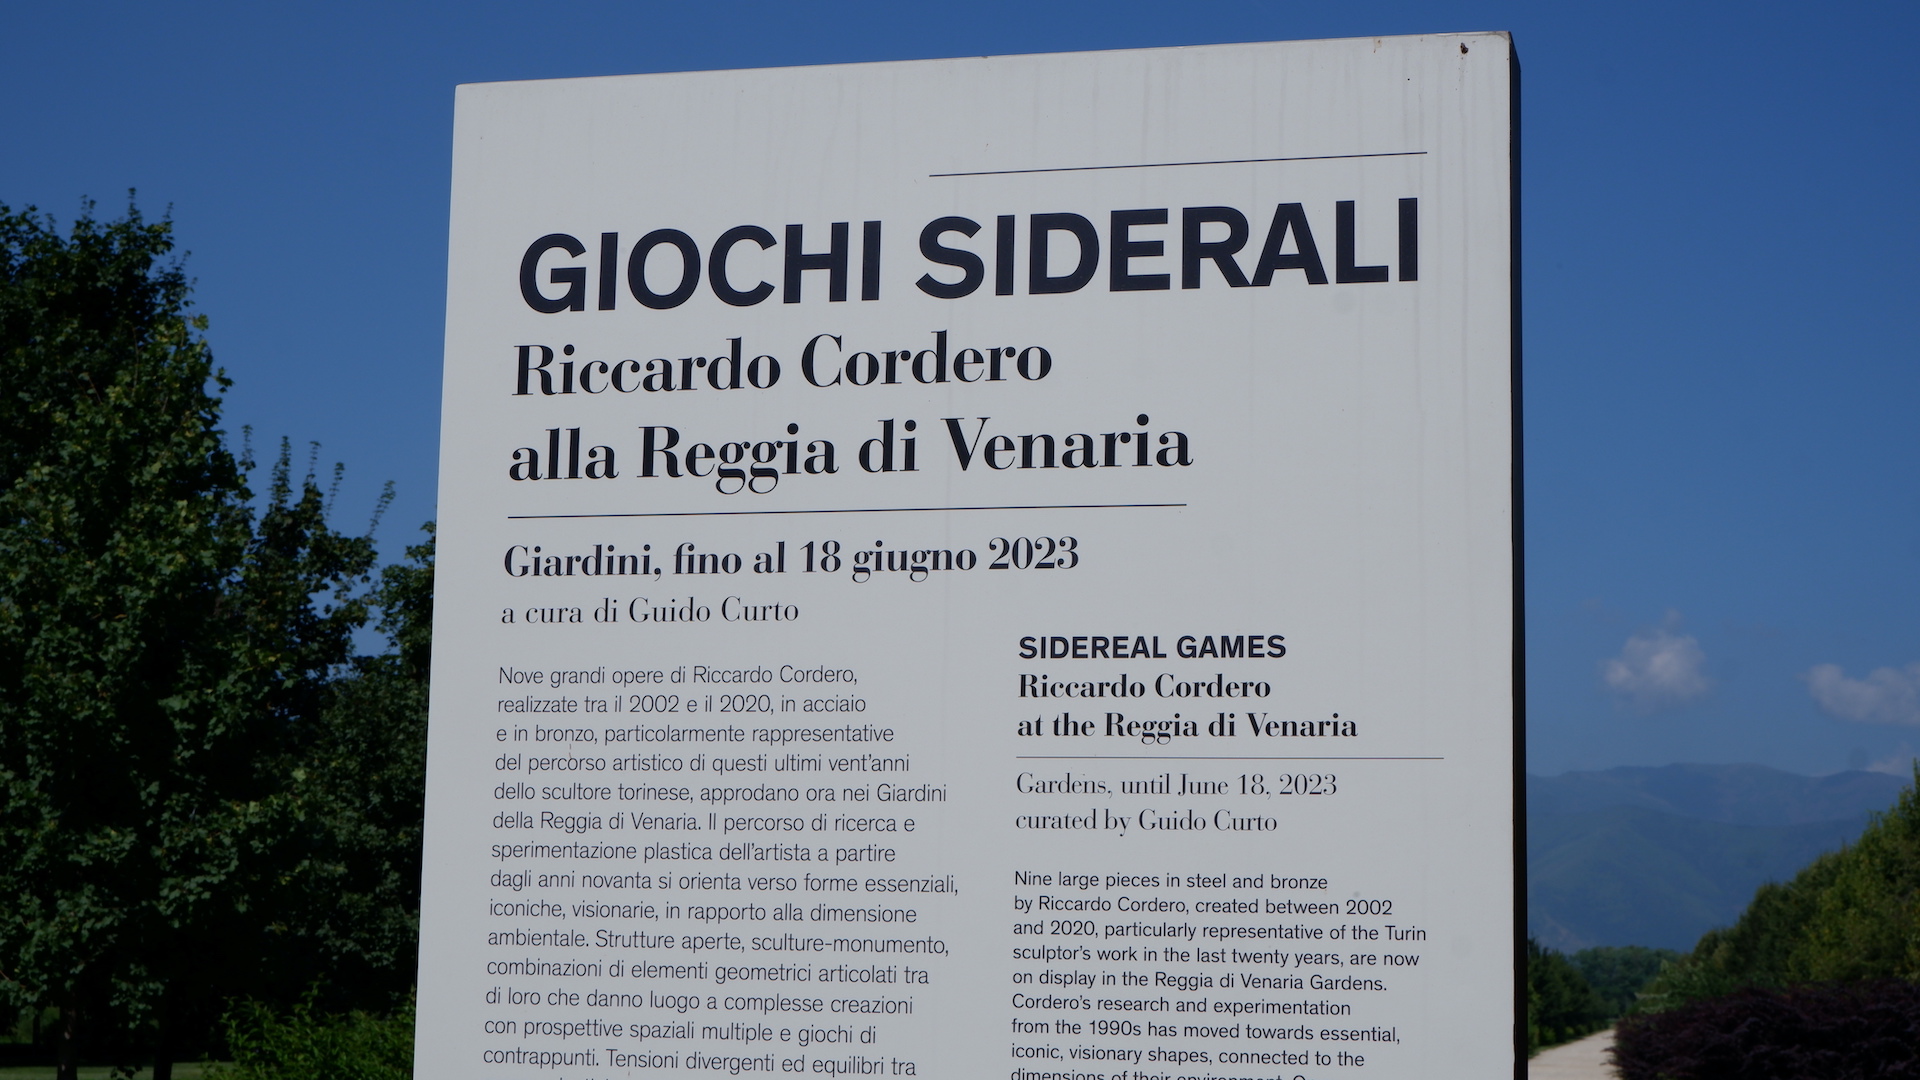 GIOCHI SIDERALI
Riccardo Cordero
alla Reggia di Venaria
Giardini, fino al 18 giugno 2023
a cura di Guido Curto
Nove grandi opere di Riccardo Cordero,
realizzate tra il 2002 e il 2020, in acciaio
e in bronzo, particolarmente rappresentative
del percorso artistico di questi ultimi vent'anni
dello scultore torinese, approdano ora nei Giardini
della Reggia di Venaria. Il percorso di ricerca e
sperimentazione plastica dell'artista a partire
dagli anni novanta si orienta verso forme essenziali,
iconiche, visionarie, in rapporto alla dimensione
ambientale. Strutture aperte, sculture-monumento,
combinazioni di elementi geometrici articolati tra
di loro che danno luogo a complesse creazioni
con prospettive spaziali multiple e giochi di
contrappunti. Tensioni divergenti ed equilibri tra
SIDEREAL GAMES
Riccardo Cordero
at the Reggia di Venaria
Gardens, until June 18, 2023
curated by Guido Curto
Nine large pieces in steel and bronze
by Riccardo Cordero, created between 2002
and 2020, particularly representative of the Turin
sculptor's work in the last twenty years, are now
on display in the Reggia di Venaria Gardens.
Cordero's research and experimentation
from the 1990s has moved towards essential,
iconic, visionary shapes, connected to the
dimensions of their environment.